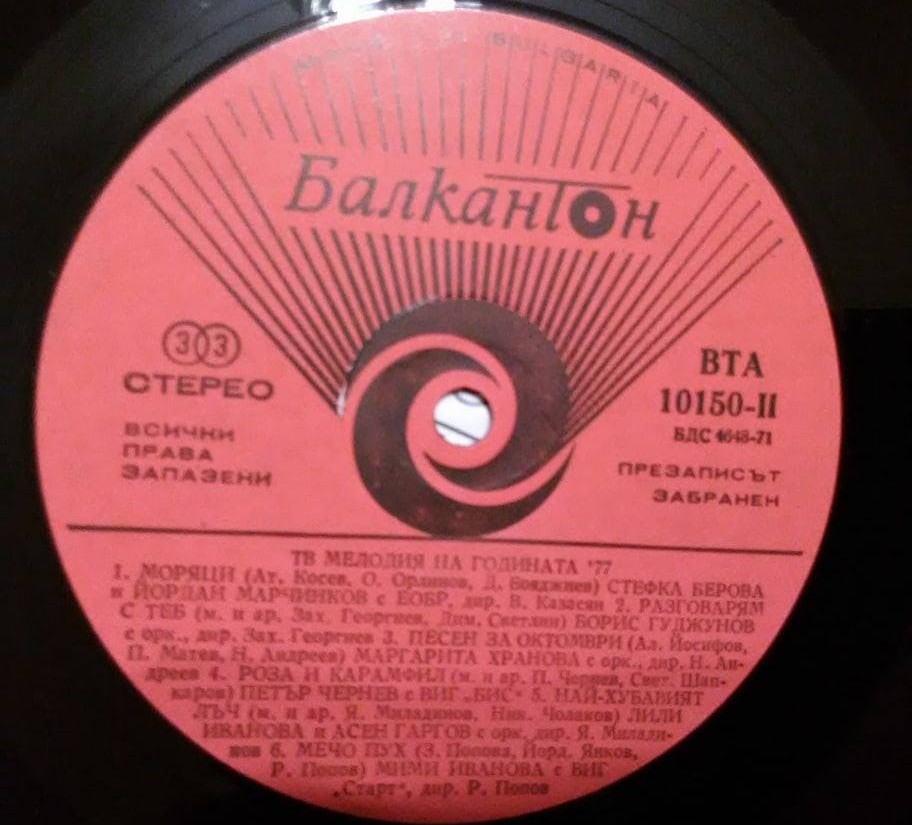 BULGARIA
Балкантон
33
СТЕРЕО
ВСИЧКИ
ПРАВА
ЗАПАЗЕНИ
ВТА
10150-II
БДС 4643-71
ПРЕЗАПИСЪТ
ЗАБРАНЕН
ТВ МЕЛОДИЯ НА ГОДИНАТА '77
1. МОРЯЦИ (Ат. Косев, О. Орлинов, Д. Бояджиев) СТЕФКА БЕРОВА
и ЙОРДАН МАРЧИНКОВ с ЕОБР, дир. В. Казасян 2. РАЗГОВАРЯМ
С ТЕБ (м. и ар. Зах. Георгиев, Дим. Светлин) БОРИС ГУДЖУНОВ
с орк., дир. Зах. Георгиев 3. ПЕСЕН ЗА ОКТОМВРИ (Ал. Йосифов,
П. Матев, Н. Андреев) МАРГАРИТА ХРАНОВА с орк., дир. Н. Ан-
дреев 4. РОЗА И КАРАМФИЛ (м. и ар. П. Чернев, Свет. Шап-
каров) ПЕТЪР ЧЕРНЕВ с ВИГ „БИС" 5. НАЙ-ХУБАВИЯТ
ЛЪЧ (м. и ар. Я. Миладинов, Ник. Чолаков) ЛИЛИ
ИВАНОВА и АСЕН ГАРГОВ с орк., дир. Я. Милади-
нов 6. МЕЧО ПУХ (З. Попова, Йорд. Янков,
Р. Попов) МИМИ ИВАНОВА с ВИГ
„Старт", дир. Р. Попов